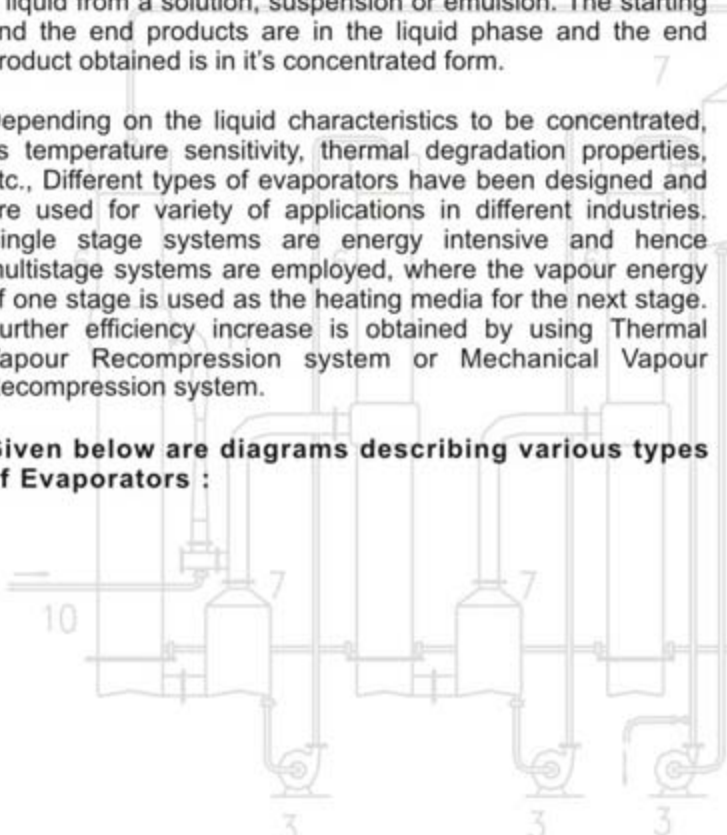 liquid from a solution, suspension or emulsion. The starting
nd the end products are in the liquid phase and the end
roduct obtained is in it's concentrated form.
epending on the liquid characteristics to be concentrated,
s temperature sensitivity, thermal degradation properties,
tc., Different types of evaporators have been designed and
re used for variety of applications in different industries.
ingle stage systems are energy intensive and hence
ultistage systems are employed, where the vapour energy
f one stage is used as the heating media for the next stage.
urther efficiency increase is obtained by using Thermal
apour Recompression system or Mechanical Vapour
ecompression system.
iven below are diagrams describing various types
f Evaporators :
7
7
7
10
3
3
3